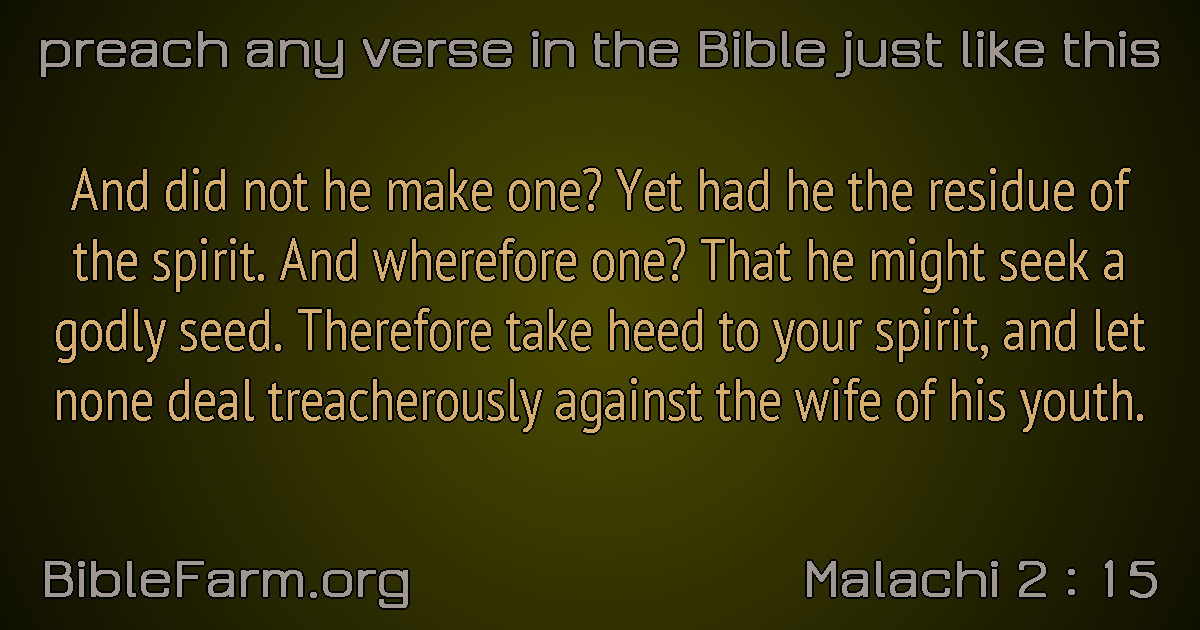 preach any verse in the Bible just like this
And did not he make one? Yet had he the residue of
the spirit. And wherefore one? That he might seek a
godly seed. Therefore take heed to your spirit, and let
none deal treacherously against the wife of his youth.
BibleFarm.org
Malachi 2 : 15